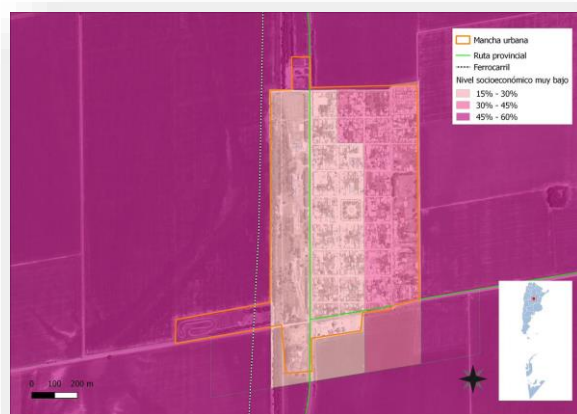 Mancha urbana
Ruta provincial
Ferrocarril
Nivel socioeconómico muy bajo
15% - 30%
30% - 45%
45% - 60%
0 100 200 m